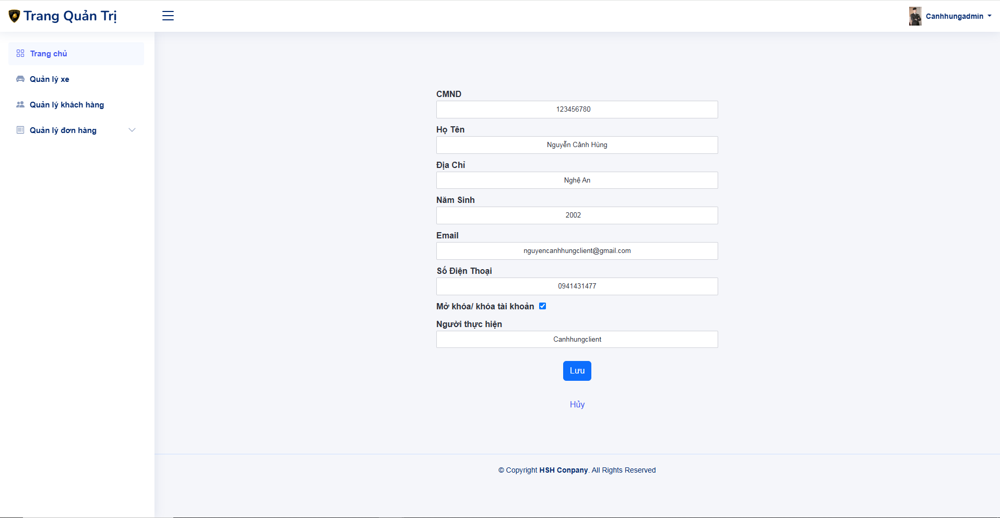 Trang Quản Trị
Canhhungadmin
Trang chủ
Quản lý xe
Quản lý khách hàng
Quản lý đơn hàng
CMND
123456780
Họ Tên
Nguyễn Cảnh Hùng
Địa Chỉ
Nghệ An
Năm Sinh
2002
Email
nguyencanhhungclient@gmail.com
Số Điện Thoại
0941431477
Mở khóa/ khóa tài khoản
Người thực hiện
Canhhungclient
Lưu
Hủy
© Copyright HSH Conpany. All Rights Reserved